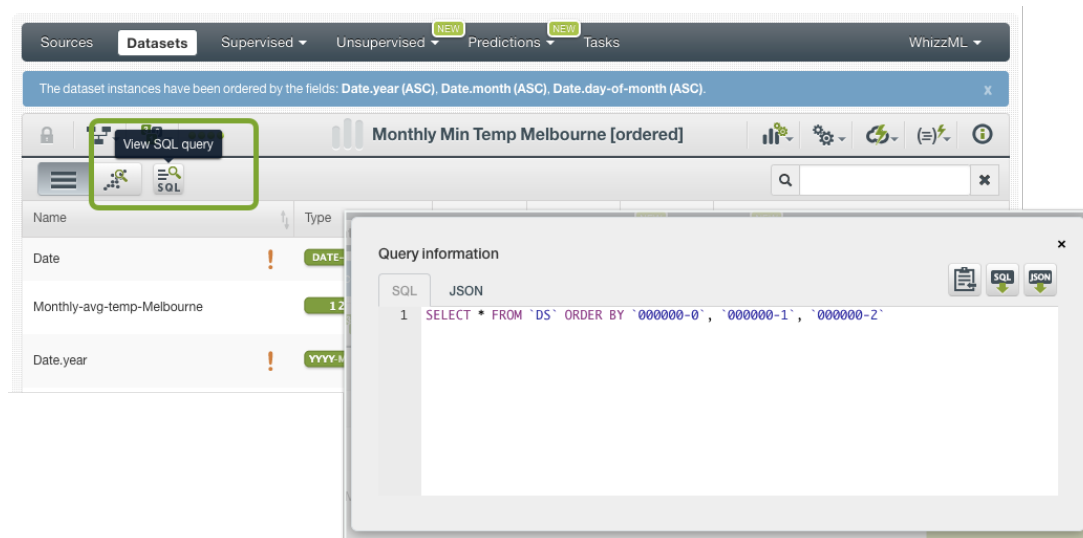 NEW NEW
Sources Datasets Supervised Unsupervised Predictions Tasks WhizzML
The dataset instances have been ordered by the fields: Date.year (ASC), Date.month (ASC), Date.day-of-month (ASC). x
Monthly Min Temp Melbourne [ordered]
View SQL query
SQL
Name Type
Date DATE-
Monthly-avg-temp-Melbourne 12
Date.year YYYY-M
Query information
SQL JSON
SQL JSON
1 SELECT * FROM `DS` ORDER BY `000000-0`, `000000-1`, `000000-2`